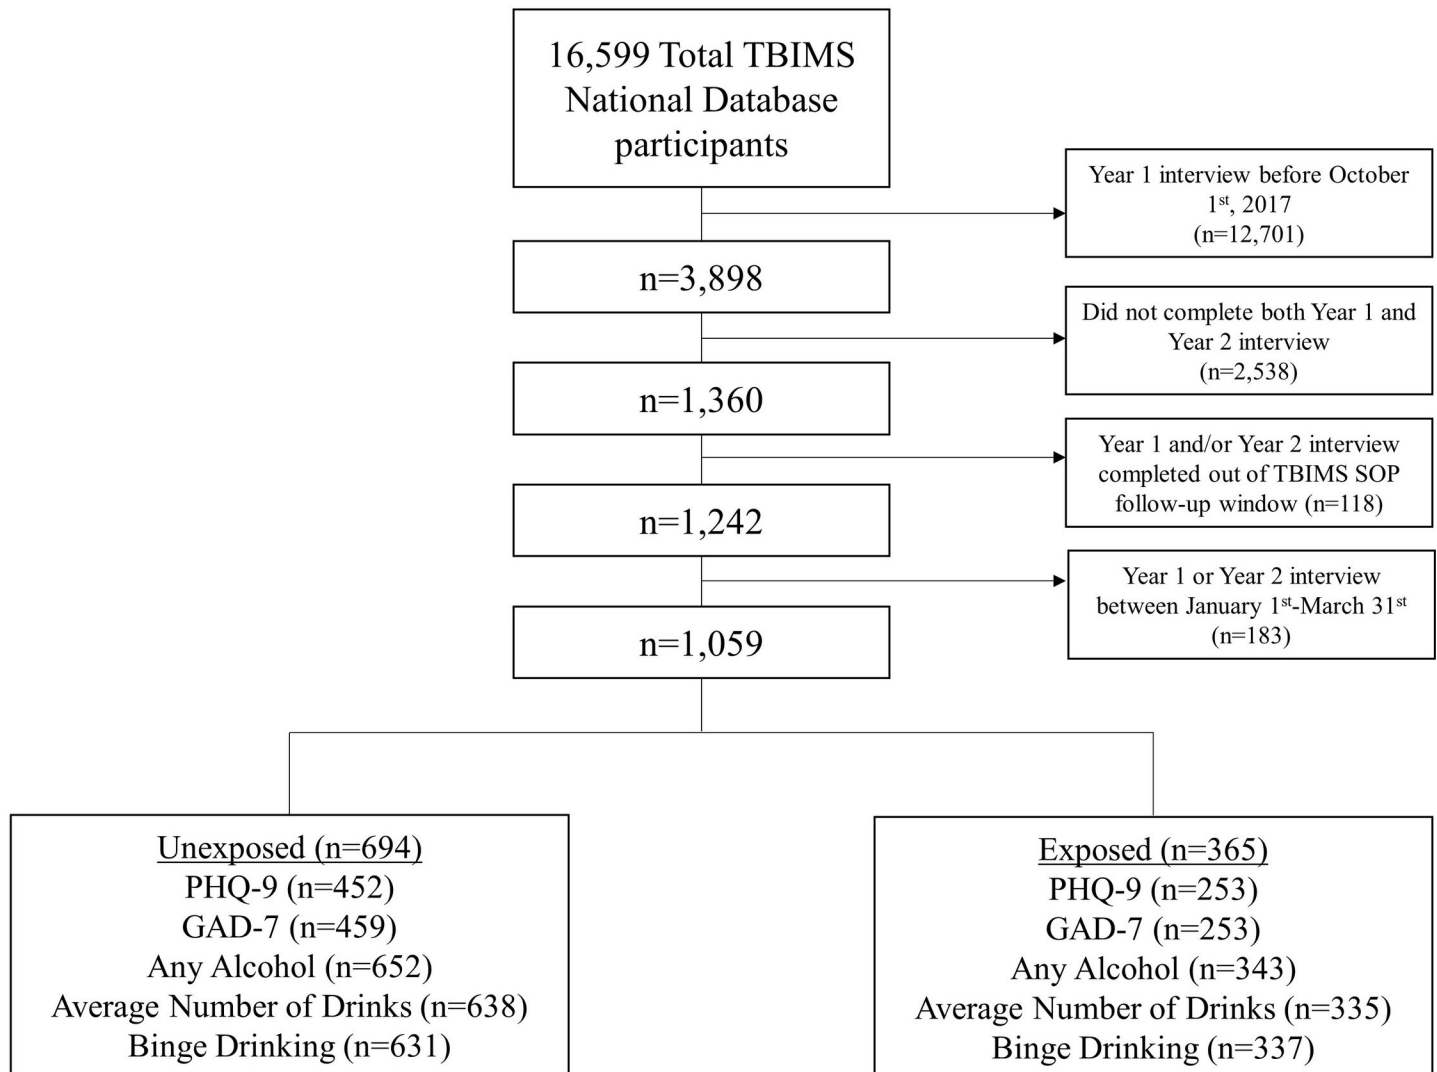 16,599 Total TBIMS
National Database
participants
Year 1 interview before October
1st, 2017
(n=12,701)
n=3,898
Did not complete both Year 1 and
Year 2 interview
(n=2,538)
n=1,360
Year 1 and/or Year 2 interview
completed out of TBIMS SOP
follow-up window (n=118)
n=1,242
Year 1 or Year 2 interview
between January 1st-March 31st
(n=183)
n=1,059
Unexposed (n=694)
PHQ-9 (n=452)
GAD-7 (n=459)
Any Alcohol (n=652)
Average Number of Drinks (n=638)
Binge Drinking (n=631)
Exposed (n=365)
PHQ-9 (n=253)
GAD-7 (n=253)
Any Alcohol (n=343)
Average Number of Drinks (n=335)
Binge Drinking (n=337)